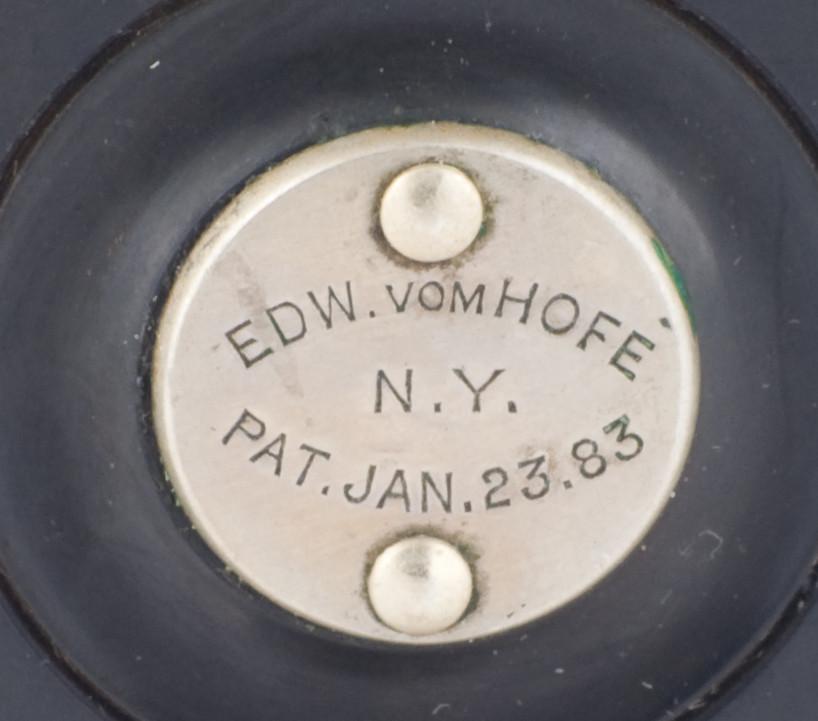 EDW. VOM HOFE
N.Y.
PAT. JAN. 23. 83